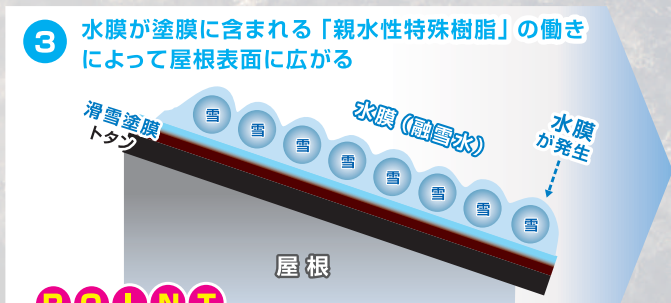 3
水膜が塗膜に含まれる「親水性特殊樹脂」の働き
によって屋根表面に広がる
滑雪塗膜
トタン
水膜（融雪水）
水膜
が発生
雪
雪
雪
雪
雪
雪
雪
雪
屋根
POINT